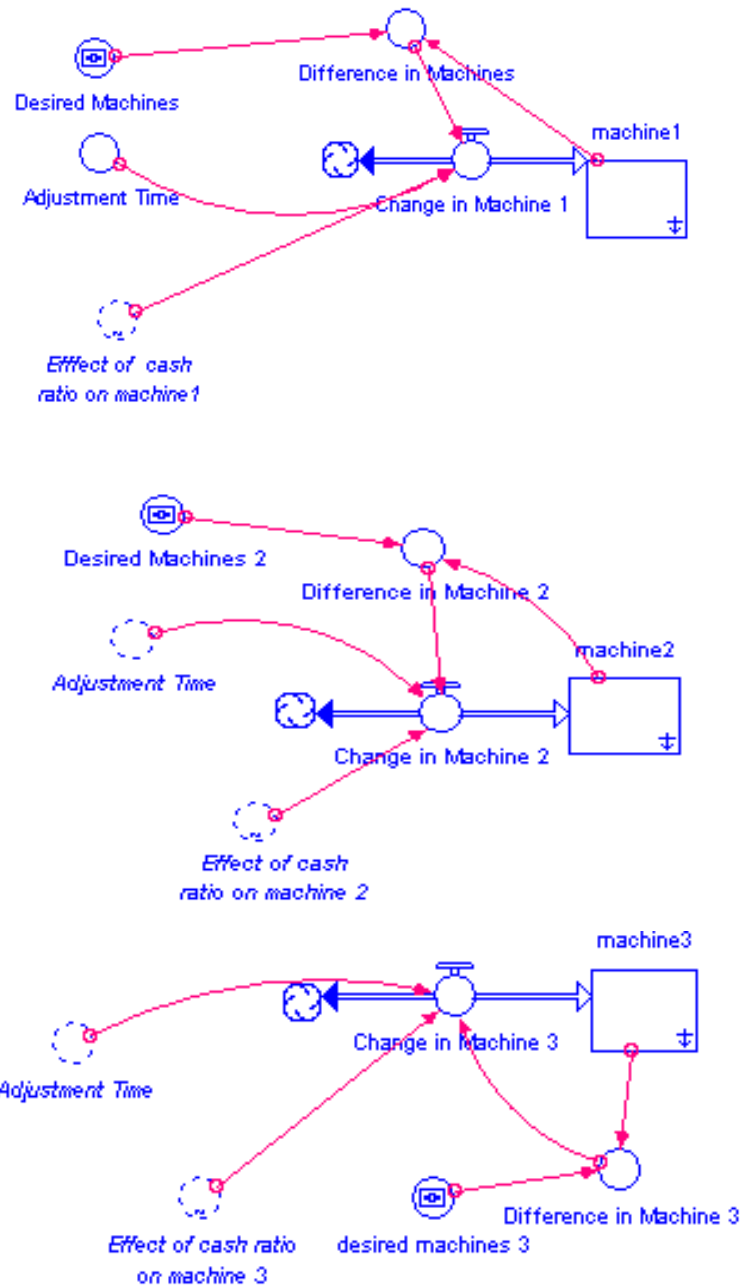 Difference in Machines
Desired Machines
machine1
Adjustment Time
Change in Machine 1
Efffect of cash
ratio on machine1
Desired Machines 2
Difference in Machine 2
machine2
Adjustment Time
Change in Machine 2
Effect of cash
ratio on machine 2
machine3
Change in Machine 3
Adjustment Time
Difference in Machine 3
Effect of cash ratio
on machine 3
desired machines 3